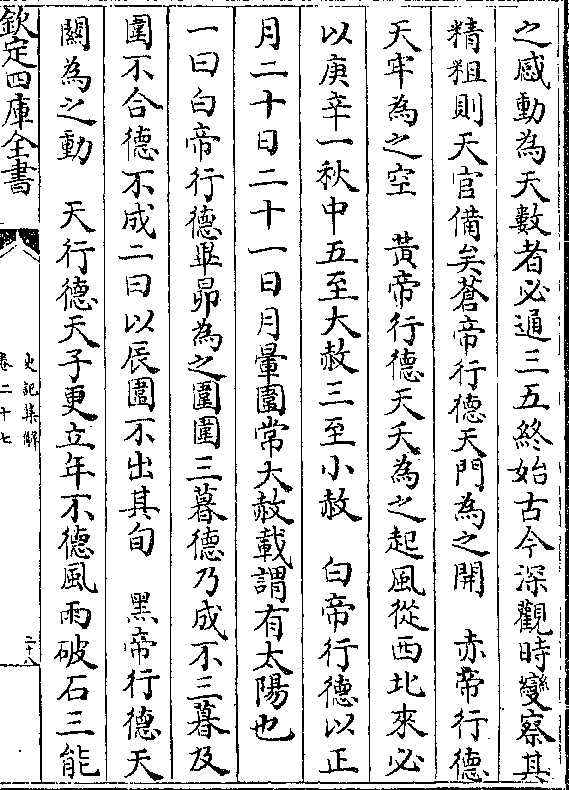 之感動為天數者必通三五終始古今深觀時變察其
精粗則天官備矣蒼帝行德天門為之開　赤帝行德
天牢為之空　黃帝行德天夭為之起風從西北來必
以庚辛一秋中五至大赦三至小赦　白帝行德以正
月二十日二十一日月暈圍常大赦載謂有太陽也
一曰白帝行德畢昴為之圍圍三暮德乃成不三暮及
圍不合德不成二曰以辰圍不出其旬　黑帝行德天
關為之動　天行德天子更立年不德風雨破石三能
欽定四庫全書
史記集解
卷二十七
二十八